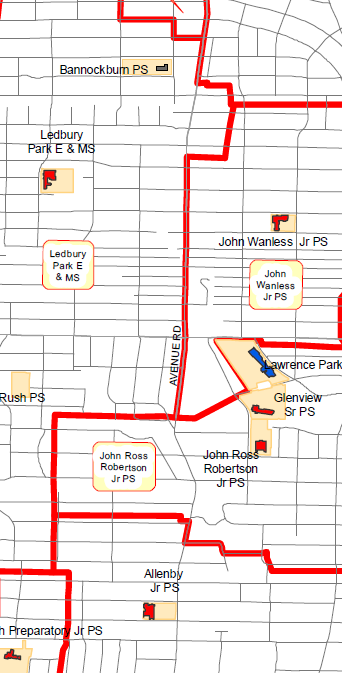 Bannockburn PS
Ledbury
Park E & MS
John Wanless Jr PS
Ledbury
Park E
& MS
John
Wanless
Jr PS
AVENUE RD
Lawrence Park
Rush PS
Glenview
Sr PS
John Ross
Robertson
Jr PS
John Ross
Robertson
Jr PS
Allenby
Jr PS
h Preparatory Jr PS